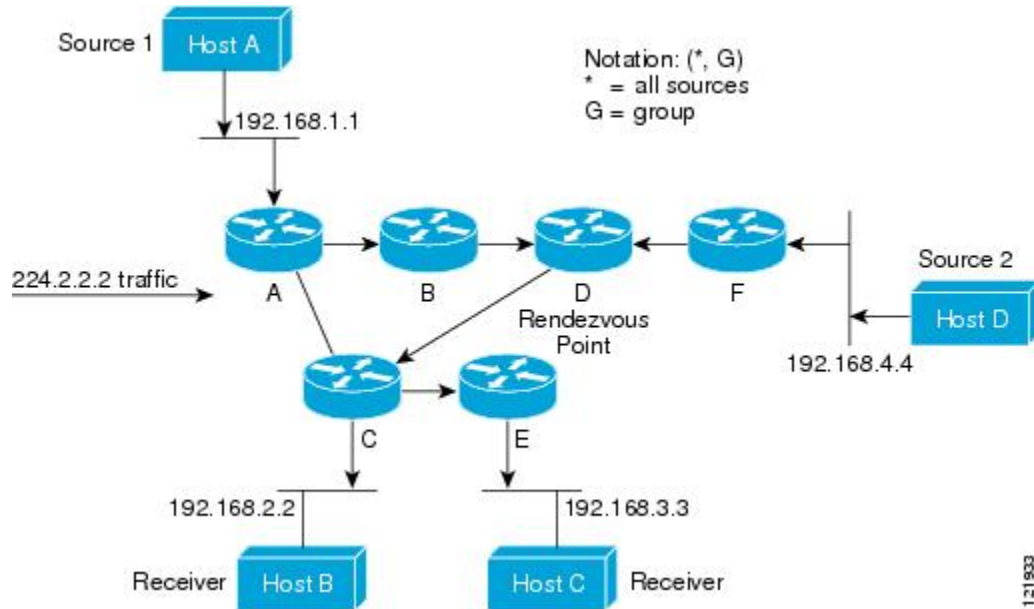 Source 1
Host A
Notation: (*, G)
* = all sources
G = group
192.168.1.1
224.2.2.2 traffic
A
B
D
F
Rendezvous
Point
Source 2
Host D
192.168.4.4
C
E
192.168.2.2
192.168.3.3
Receiver
Host B
Host C
Receiver
121933